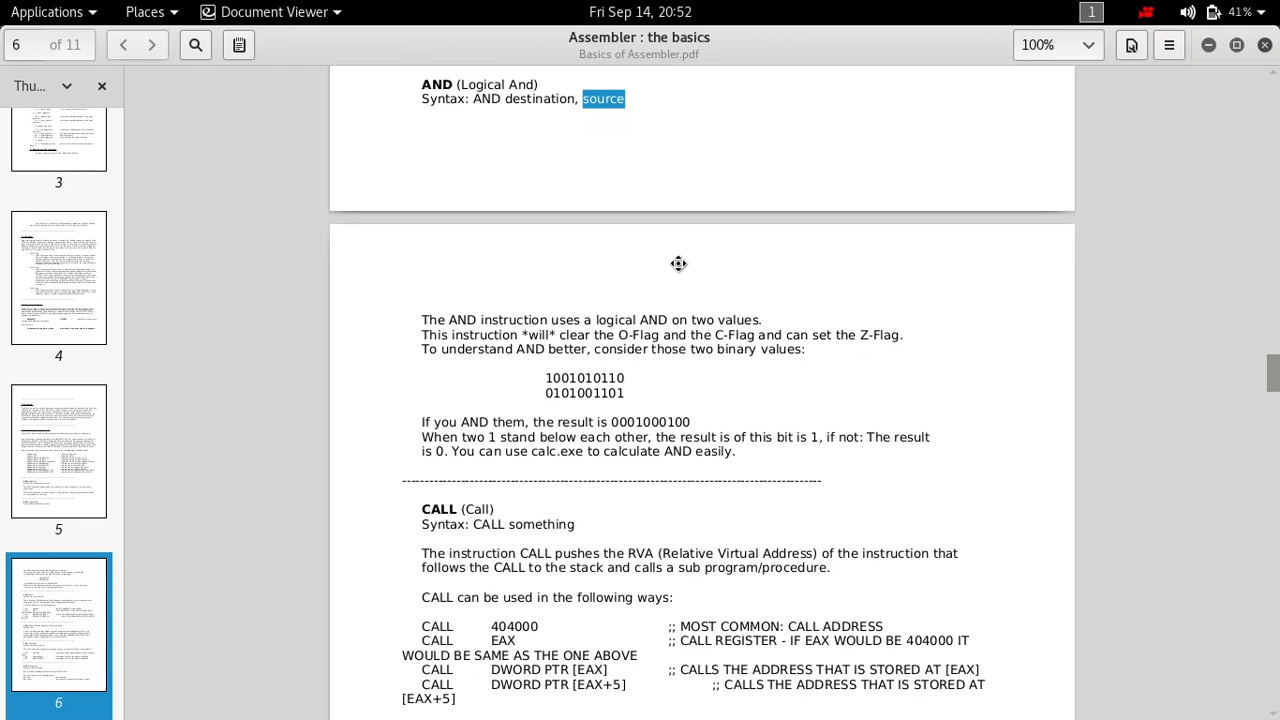 Applications Places Document Viewer Fri Sep 14, 20:52 1 41%
6 of 11 Assembler : the basics 100%
Basics of Assembler.pdf
Thu...
3
4
5
6
AND (Logical And)
Syntax: AND destination, source
The AND instruction uses a logical AND on two values.
This instruction *will* clear the O-Flag and the C-Flag and can set the Z-Flag.
To understand AND better, consider those two binary values:
1001010110
0101001101
If you AND them, the result is 0001000100
When two 1 stand below each other, the result is of this bit is 1, if not: The result
is 0. You can use calc.exe to calculate AND easily.
--------------------------------------------------------------------------------------------
CALL (Call)
Syntax: CALL something
The instruction CALL pushes the RVA (Relative Virtual Address) of the instruction that
follows the CALL to the stack and calls a sub program/procedure.
CALL can be used in the following ways:
CALL 404000 ;; MOST COMMON: CALL ADDRESS
CALL EAX ;; CALL REGISTER - IF EAX WOULD BE 404000 IT
WOULD BE SAME AS THE ONE ABOVE
CALL DWORD PTR [EAX] ;; CALLS THE ADDRESS THAT IS STORED AT [EAX]
CALL DWORD PTR [EAX+5] ;; CALLS THE ADDRESS THAT IS STORED AT
[EAX+5]